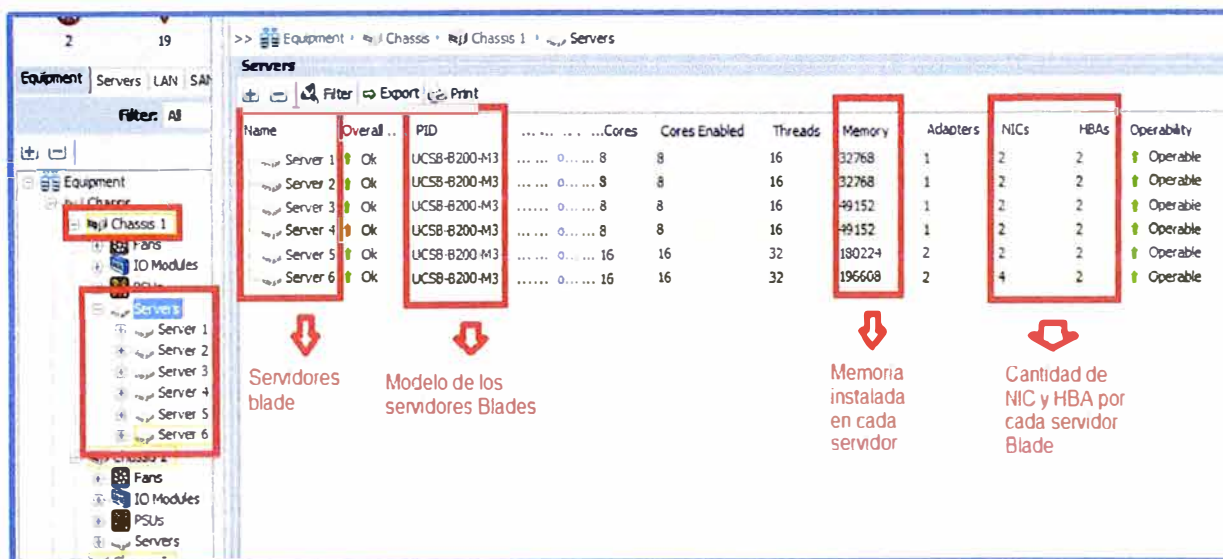 2 19
>> Equipment › Chassis › Chassis 1 › Servers
Equipment Servers LAN SAN
Servers
Filter Export Print
Filter: All
Name Overall .. PID ... ... ... ...Cores Cores Enabled Threads Memory Adapters NICs HBAs Operability
Server 1 Ok UCSB-B200-M3 ... ... o... ... 8 8 16 32768 1 2 2 Operable
Server 2 Ok UCSB-B200-M3 ... ... o... ... 8 8 16 32768 1 2 2 Operable
Server 3 Ok UCSB-B200-M3 ... ... o... ... 8 8 16 49152 1 2 2 Operable
Server 4 Ok UCSB-B200-M3 ... ... o... ... 8 8 16 49152 1 2 2 Operable
Server 5 Ok UCSB-B200-M3 ... ... o... ... 16 16 32 180224 2 2 2 Operable
Server 6 Ok UCSB-B200-M3 ... ... o... ... 16 16 32 196608 2 4 2 Operable
Equipment
Chassis
Chassis 1
Fans
IO Modules
PSUs
Servers
Server 1
Server 2
Server 3
Server 4
Server 5
Server 6
Servidores
blade
Modelo de los
servidores Blades
Memoria
instalada
en cada
servidor
Cantidad de
NIC y HBA por
cada servidor
Blade
Fans
IO Modules
PSUs
Servers